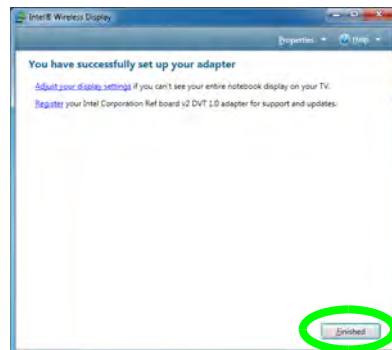 Intel® Wireless Display
Properties
Help
You have successfully set up your adapter
Adjust your display settings if you can't see your entire notebook display on your TV.
Register your Intel Corporation Ref board v2 DVT 1.0 adapter for support and updates.
Finished